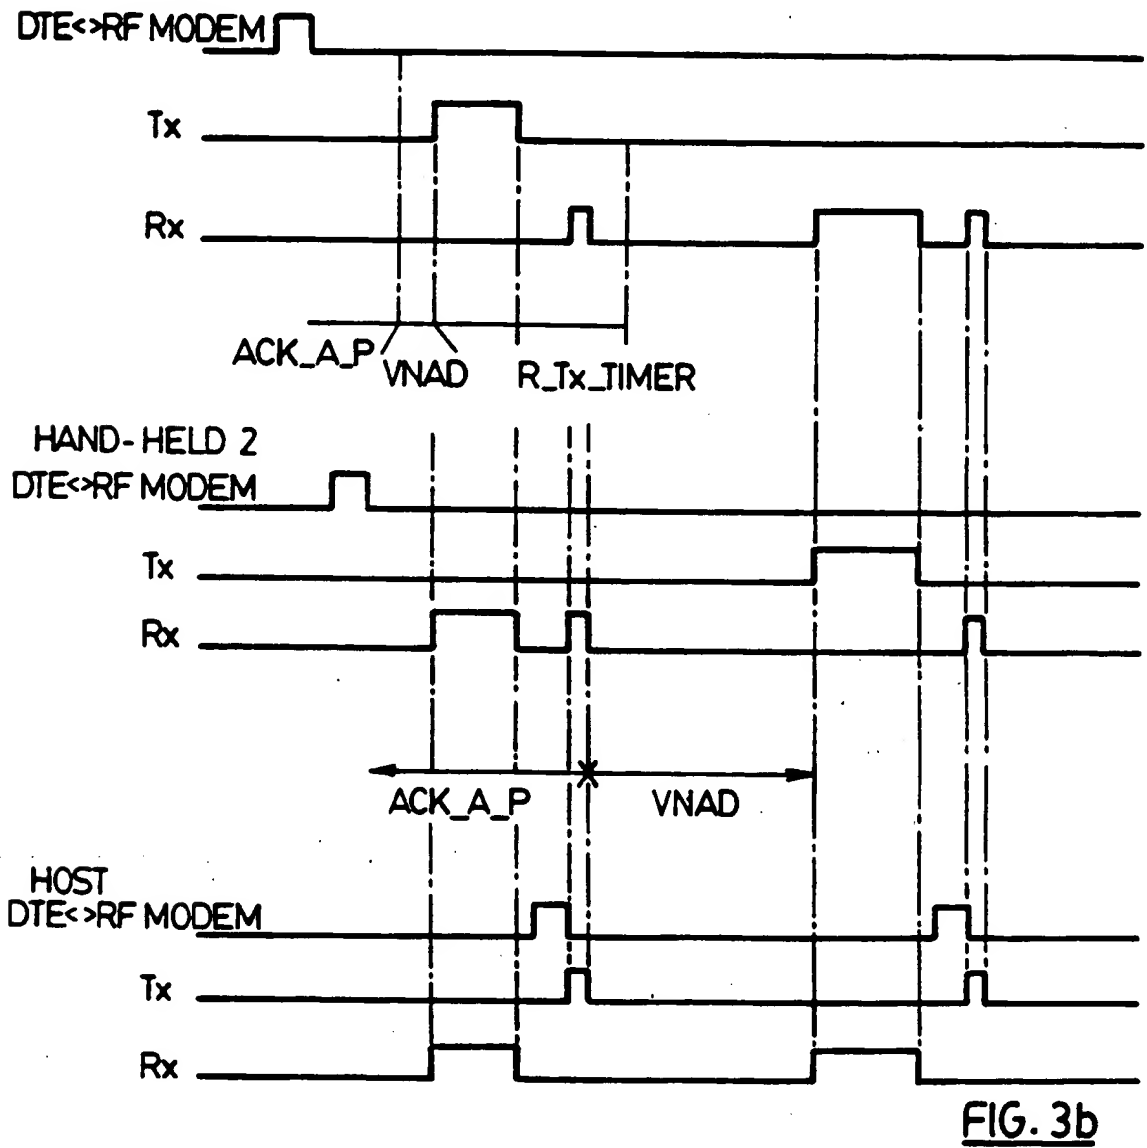 DTE<>RF MODEM
Tx
Rx
ACK_A_P
VNAD
R_Tx_TIMER
HAND-HELD 2
DTE<>RF MODEM
Tx
Rx
ACK_A_P
VNAD
HOST
DTE<>RF MODEM
Tx
Rx
FIG. 3b